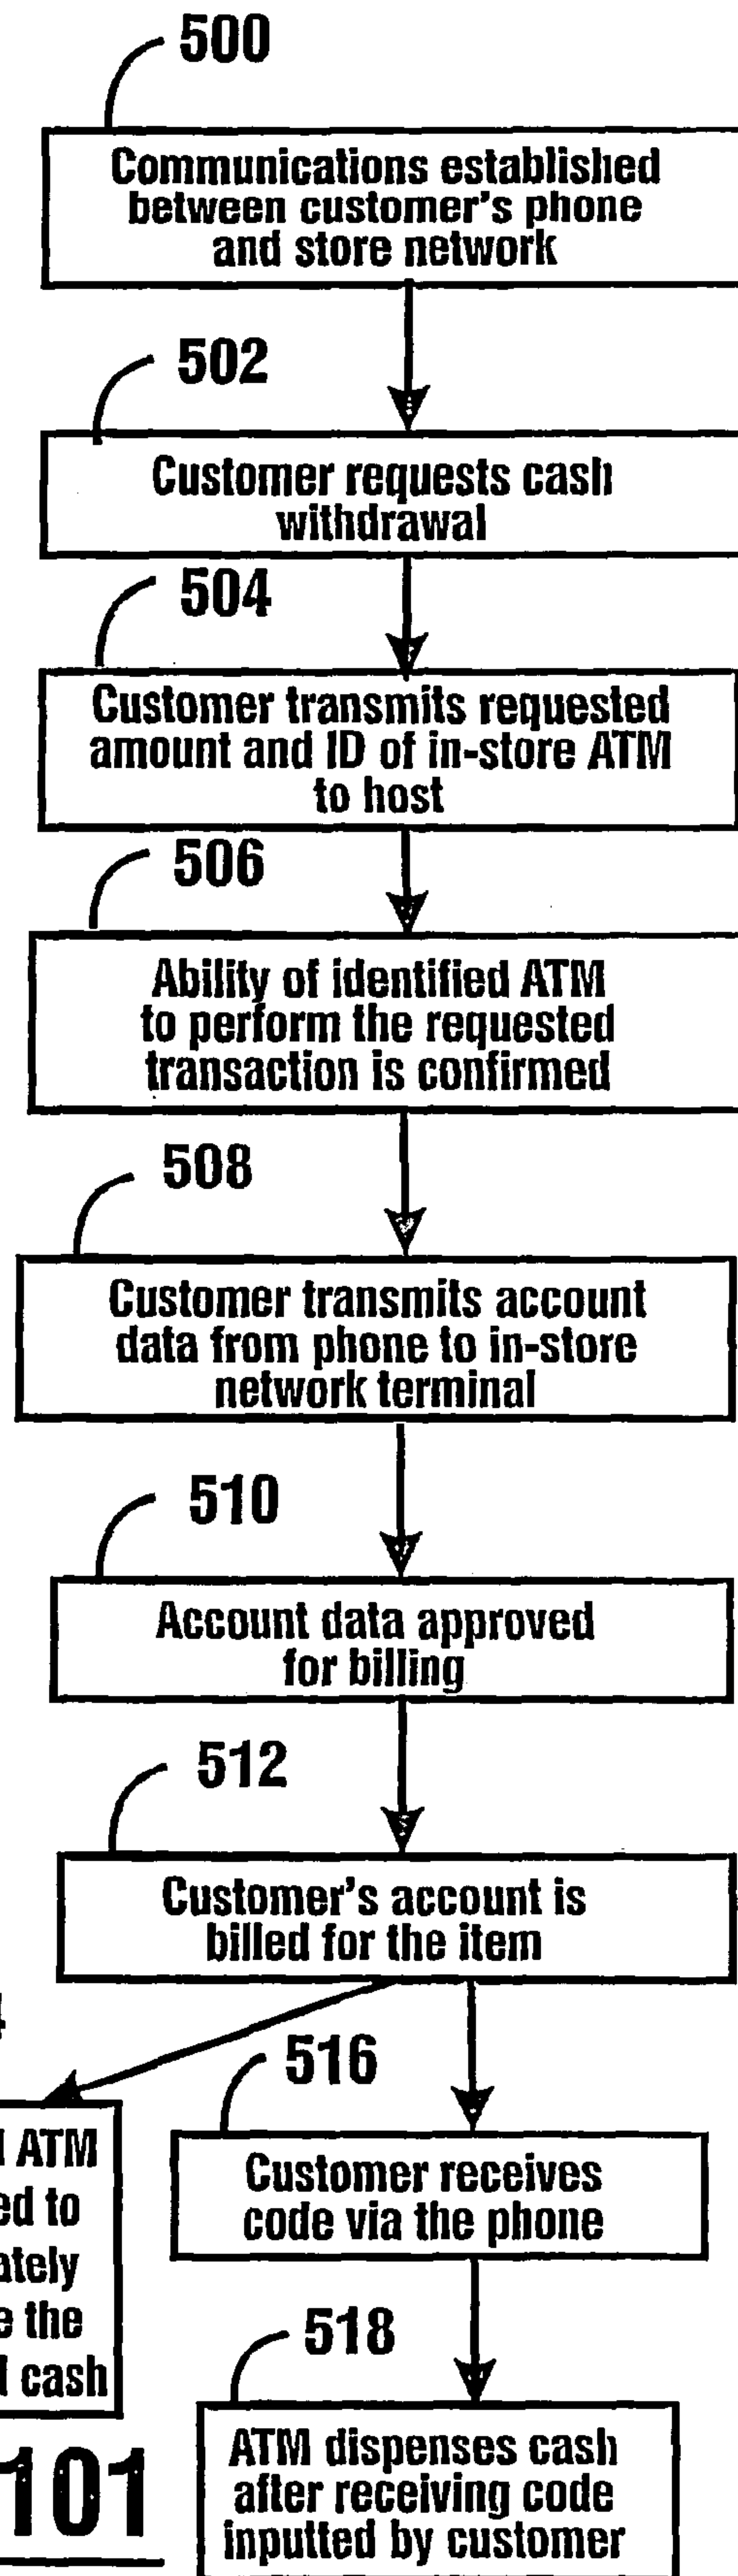 500
Communications established
between customer's phone
and store network
502
Customer requests cash
withdrawal
504
Customer transmits requested
amount and ID of in-store ATM
to host
506
Ability of identified ATM
to perform the requested
transaction is confirmed
508
Customer transmits account
data from phone to in-store
network terminal
510
Account data approved
for billing
512
Customer's account is
billed for the item
516
Customer receives
code via the phone
ATM
to
the
cash
518
ATM dispenses cash
after receiving code
inputted by customer
101